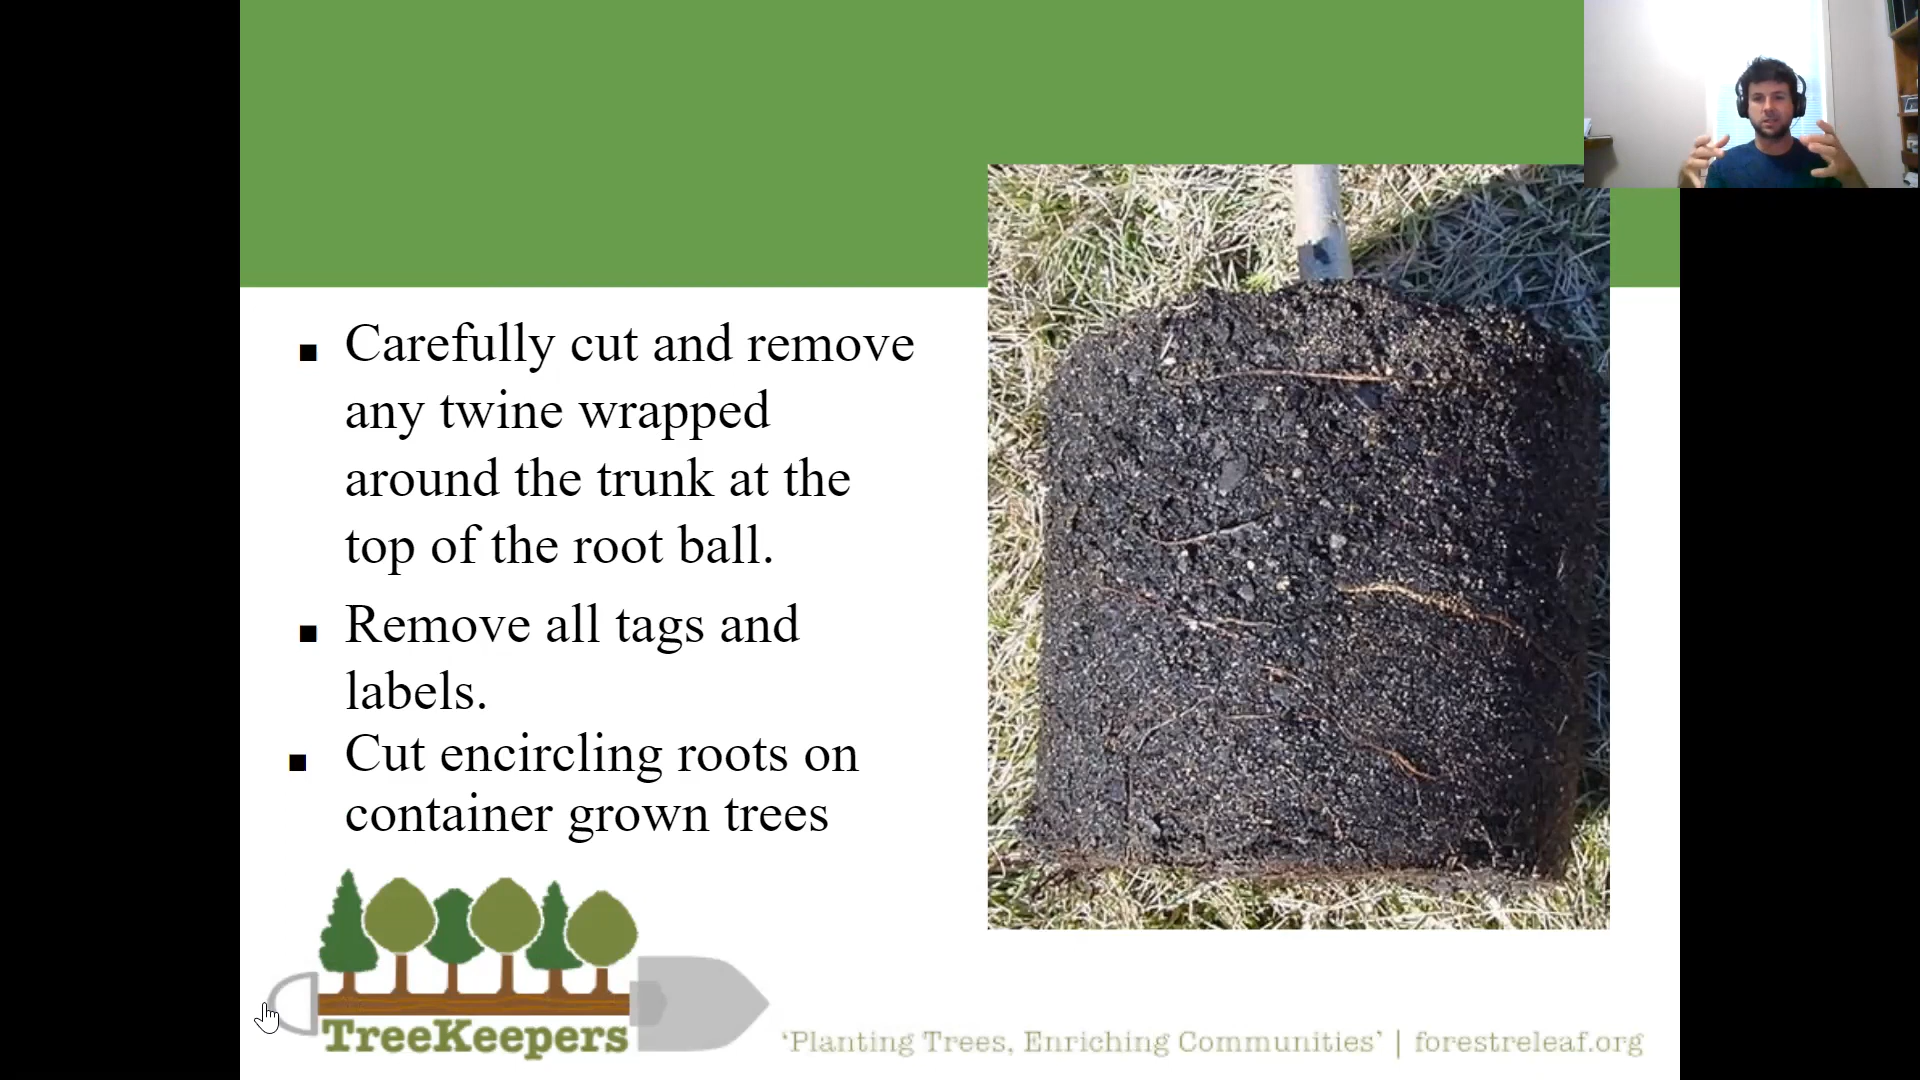 ■ Carefully cut and remove
any twine wrapped
around the trunk at the
top of the root ball.
■ Remove all tags and
labels.
■ Cut encircling roots on
container grown trees
TreeKeepers
‘Planting Trees, Enriching Communities’ | forestreleaf.org